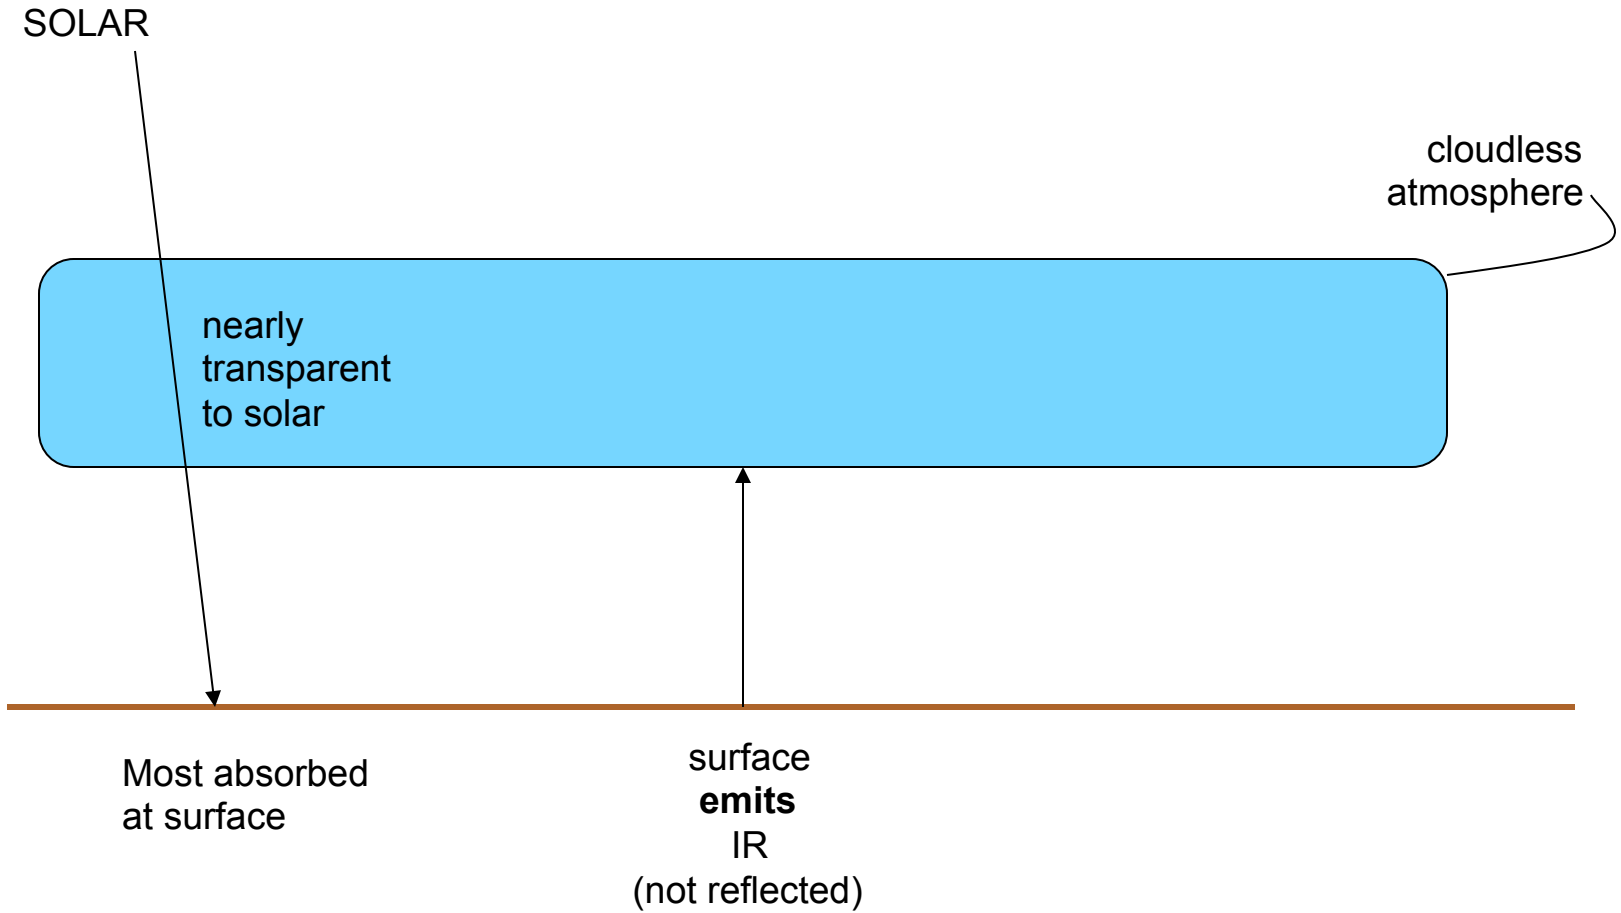 SOLAR
cloudless
atmosphere
nearly
transparent
to solar
Most absorbed
at surface
surface
emits
IR
(not reflected)